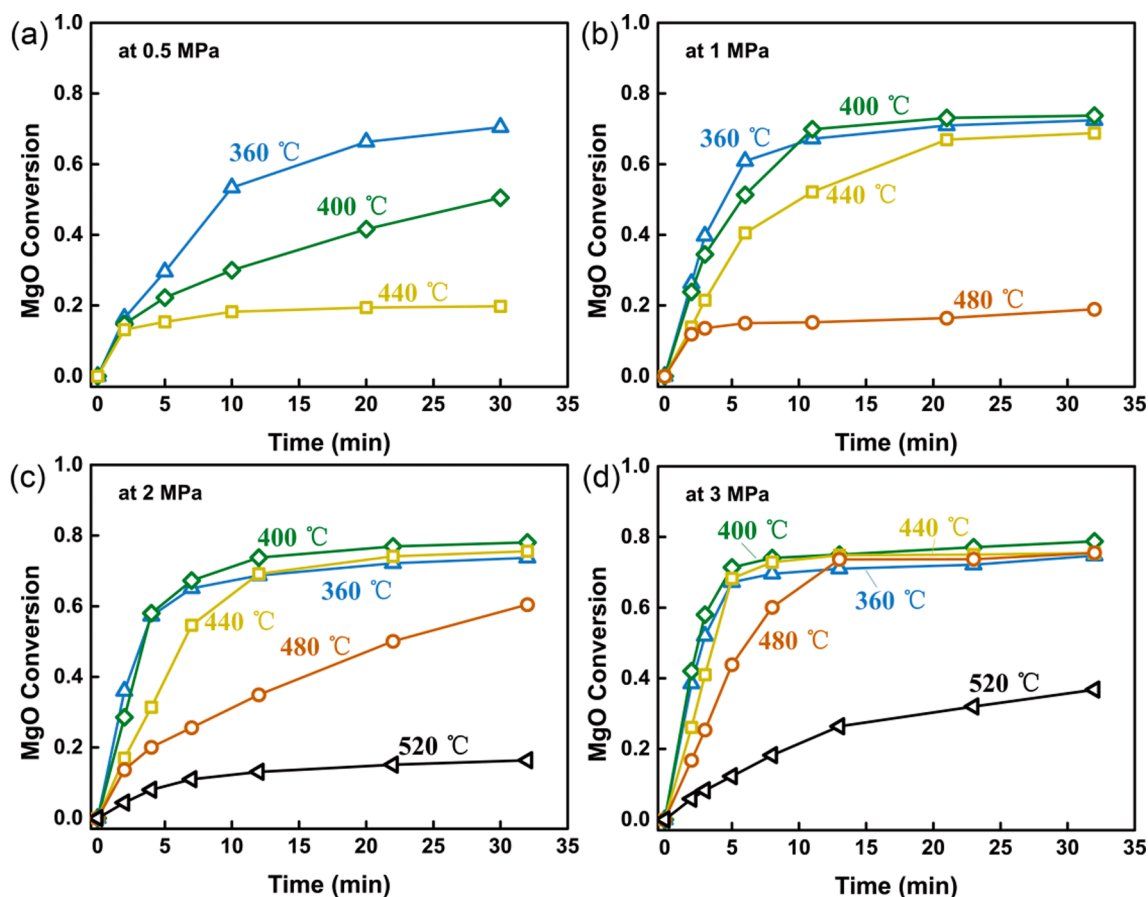 (a)
at 0.5 MPa
MgO Conversion
1.0
0.8
0.6
0.4
0.2
0.0
360 ℃
400 ℃
440 ℃
0 5 10 15 20 25 30 35
Time (min)
(b)
at 1 MPa
MgO Conversion
1.0
0.8
0.6
0.4
0.2
0.0
400 ℃
360 ℃
440 ℃
480 ℃
0 5 10 15 20 25 30 35
Time (min)
(c)
at 2 MPa
MgO Conversion
1.0
0.8
0.6
0.4
0.2
0.0
400 ℃
360 ℃
440 ℃
480 ℃
520 ℃
0 5 10 15 20 25 30 35
Time (min)
(d)
at 3 MPa
MgO Conversion
1.0
0.8
0.6
0.4
0.2
0.0
400 ℃
440 ℃
360 ℃
480 ℃
520 ℃
0 5 10 15 20 25 30 35
Time (min)